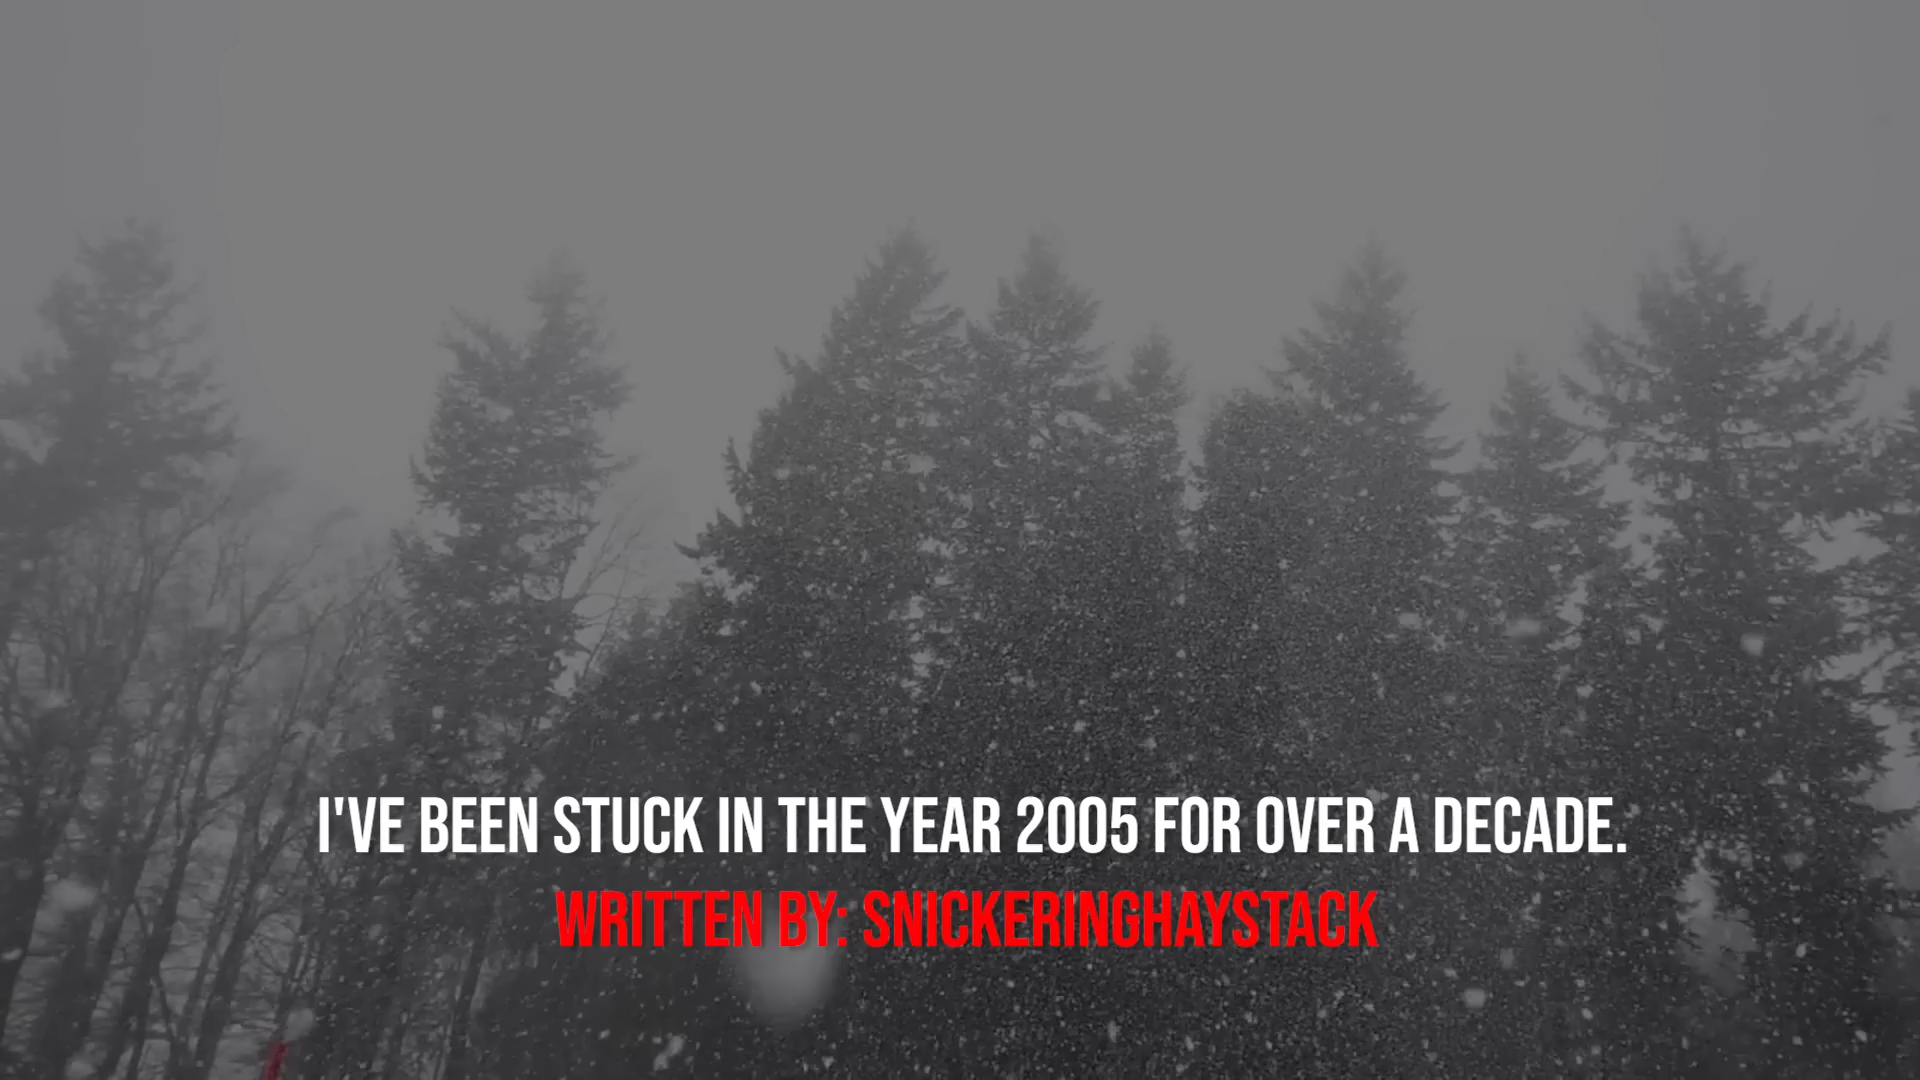 I'VE BEEN STUCK IN THE YEAR 2005 FOR OVER A DECADE.
WRITTEN BY: SNICKERINGHAYSTACK